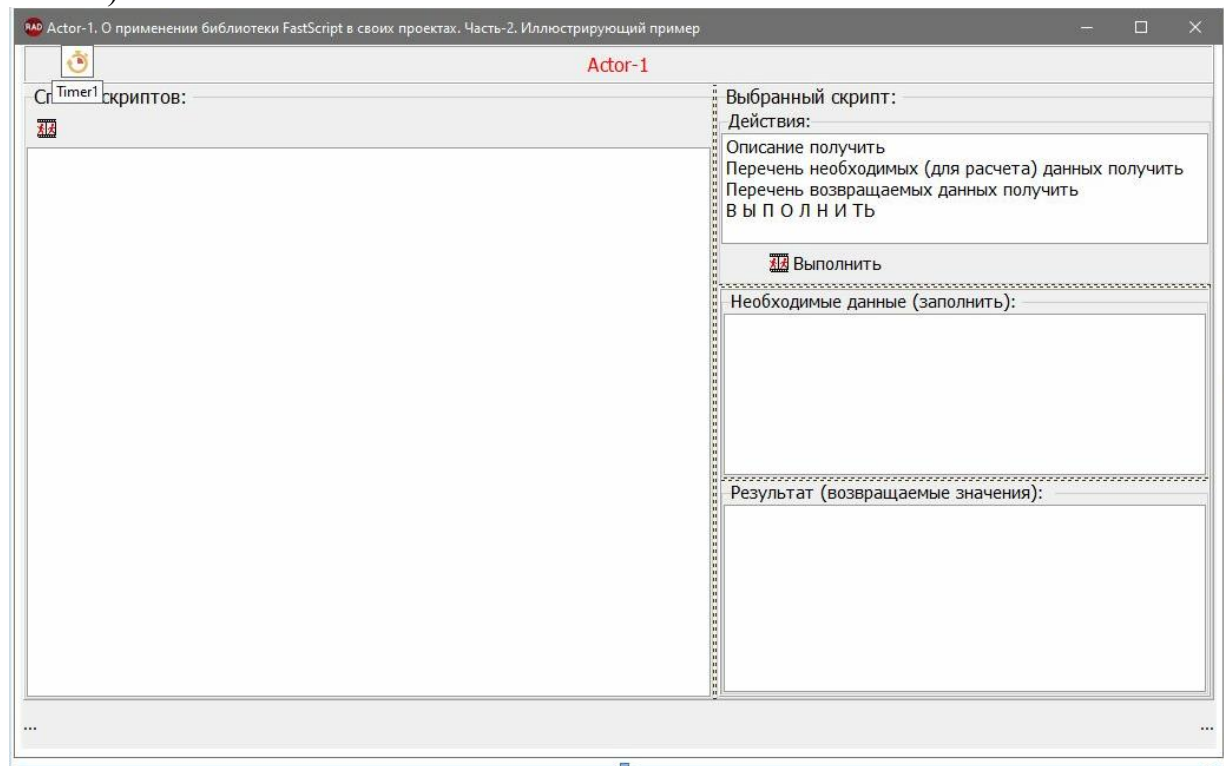 Actor-1. О применении библиотеки FastScript в своих проектах. Часть-2. Иллюстрирующий пример
Actor-1
Timer1
скриптов:
Выбранный скрипт:
Действия:
Описание получить
Перечень необходимых (для расчета) данных получить
Перечень возвращаемых данных получить
В Ы П О Л Н И ТЬ
Выполнить
Необходимые данные (заполнить):
Результат (возвращаемые значения):
...
...